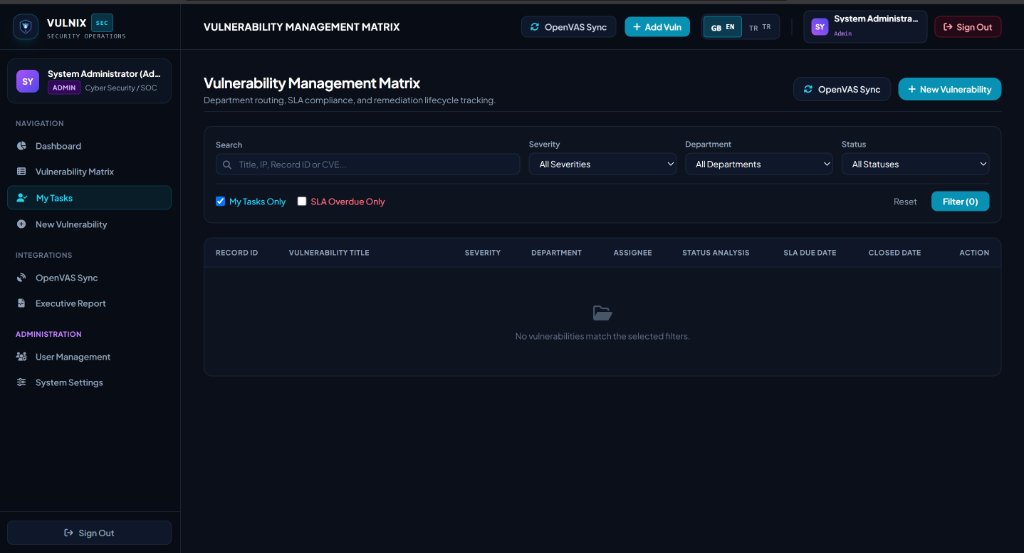 VULNIX SEC
SECURITY OPERATIONS
SY System Administrator (Ad...
ADMIN Cyber Security / SOC
NAVIGATION
Dashboard
Vulnerability Matrix
My Tasks
New Vulnerability
INTEGRATIONS
OpenVAS Sync
Executive Report
ADMINISTRATION
User Management
System Settings
Sign Out
VULNERABILITY MANAGEMENT MATRIX
OpenVAS Sync
+ Add Vuln
GB EN TR TR
SY System Administra...
Admin
Sign Out
Vulnerability Management Matrix
Department routing, SLA compliance, and remediation lifecycle tracking.
OpenVAS Sync
+ New Vulnerability
Search Severity Department Status
Title, IP, Record ID or CVE... All Severities All Departments All Statuses
My Tasks Only SLA Overdue Only Reset Filter (0)
RECORD ID VULNERABILITY TITLE SEVERITY DEPARTMENT ASSIGNEE STATUS ANALYSIS SLA DUE DATE CLOSED DATE ACTION
No vulnerabilities match the selected filters.